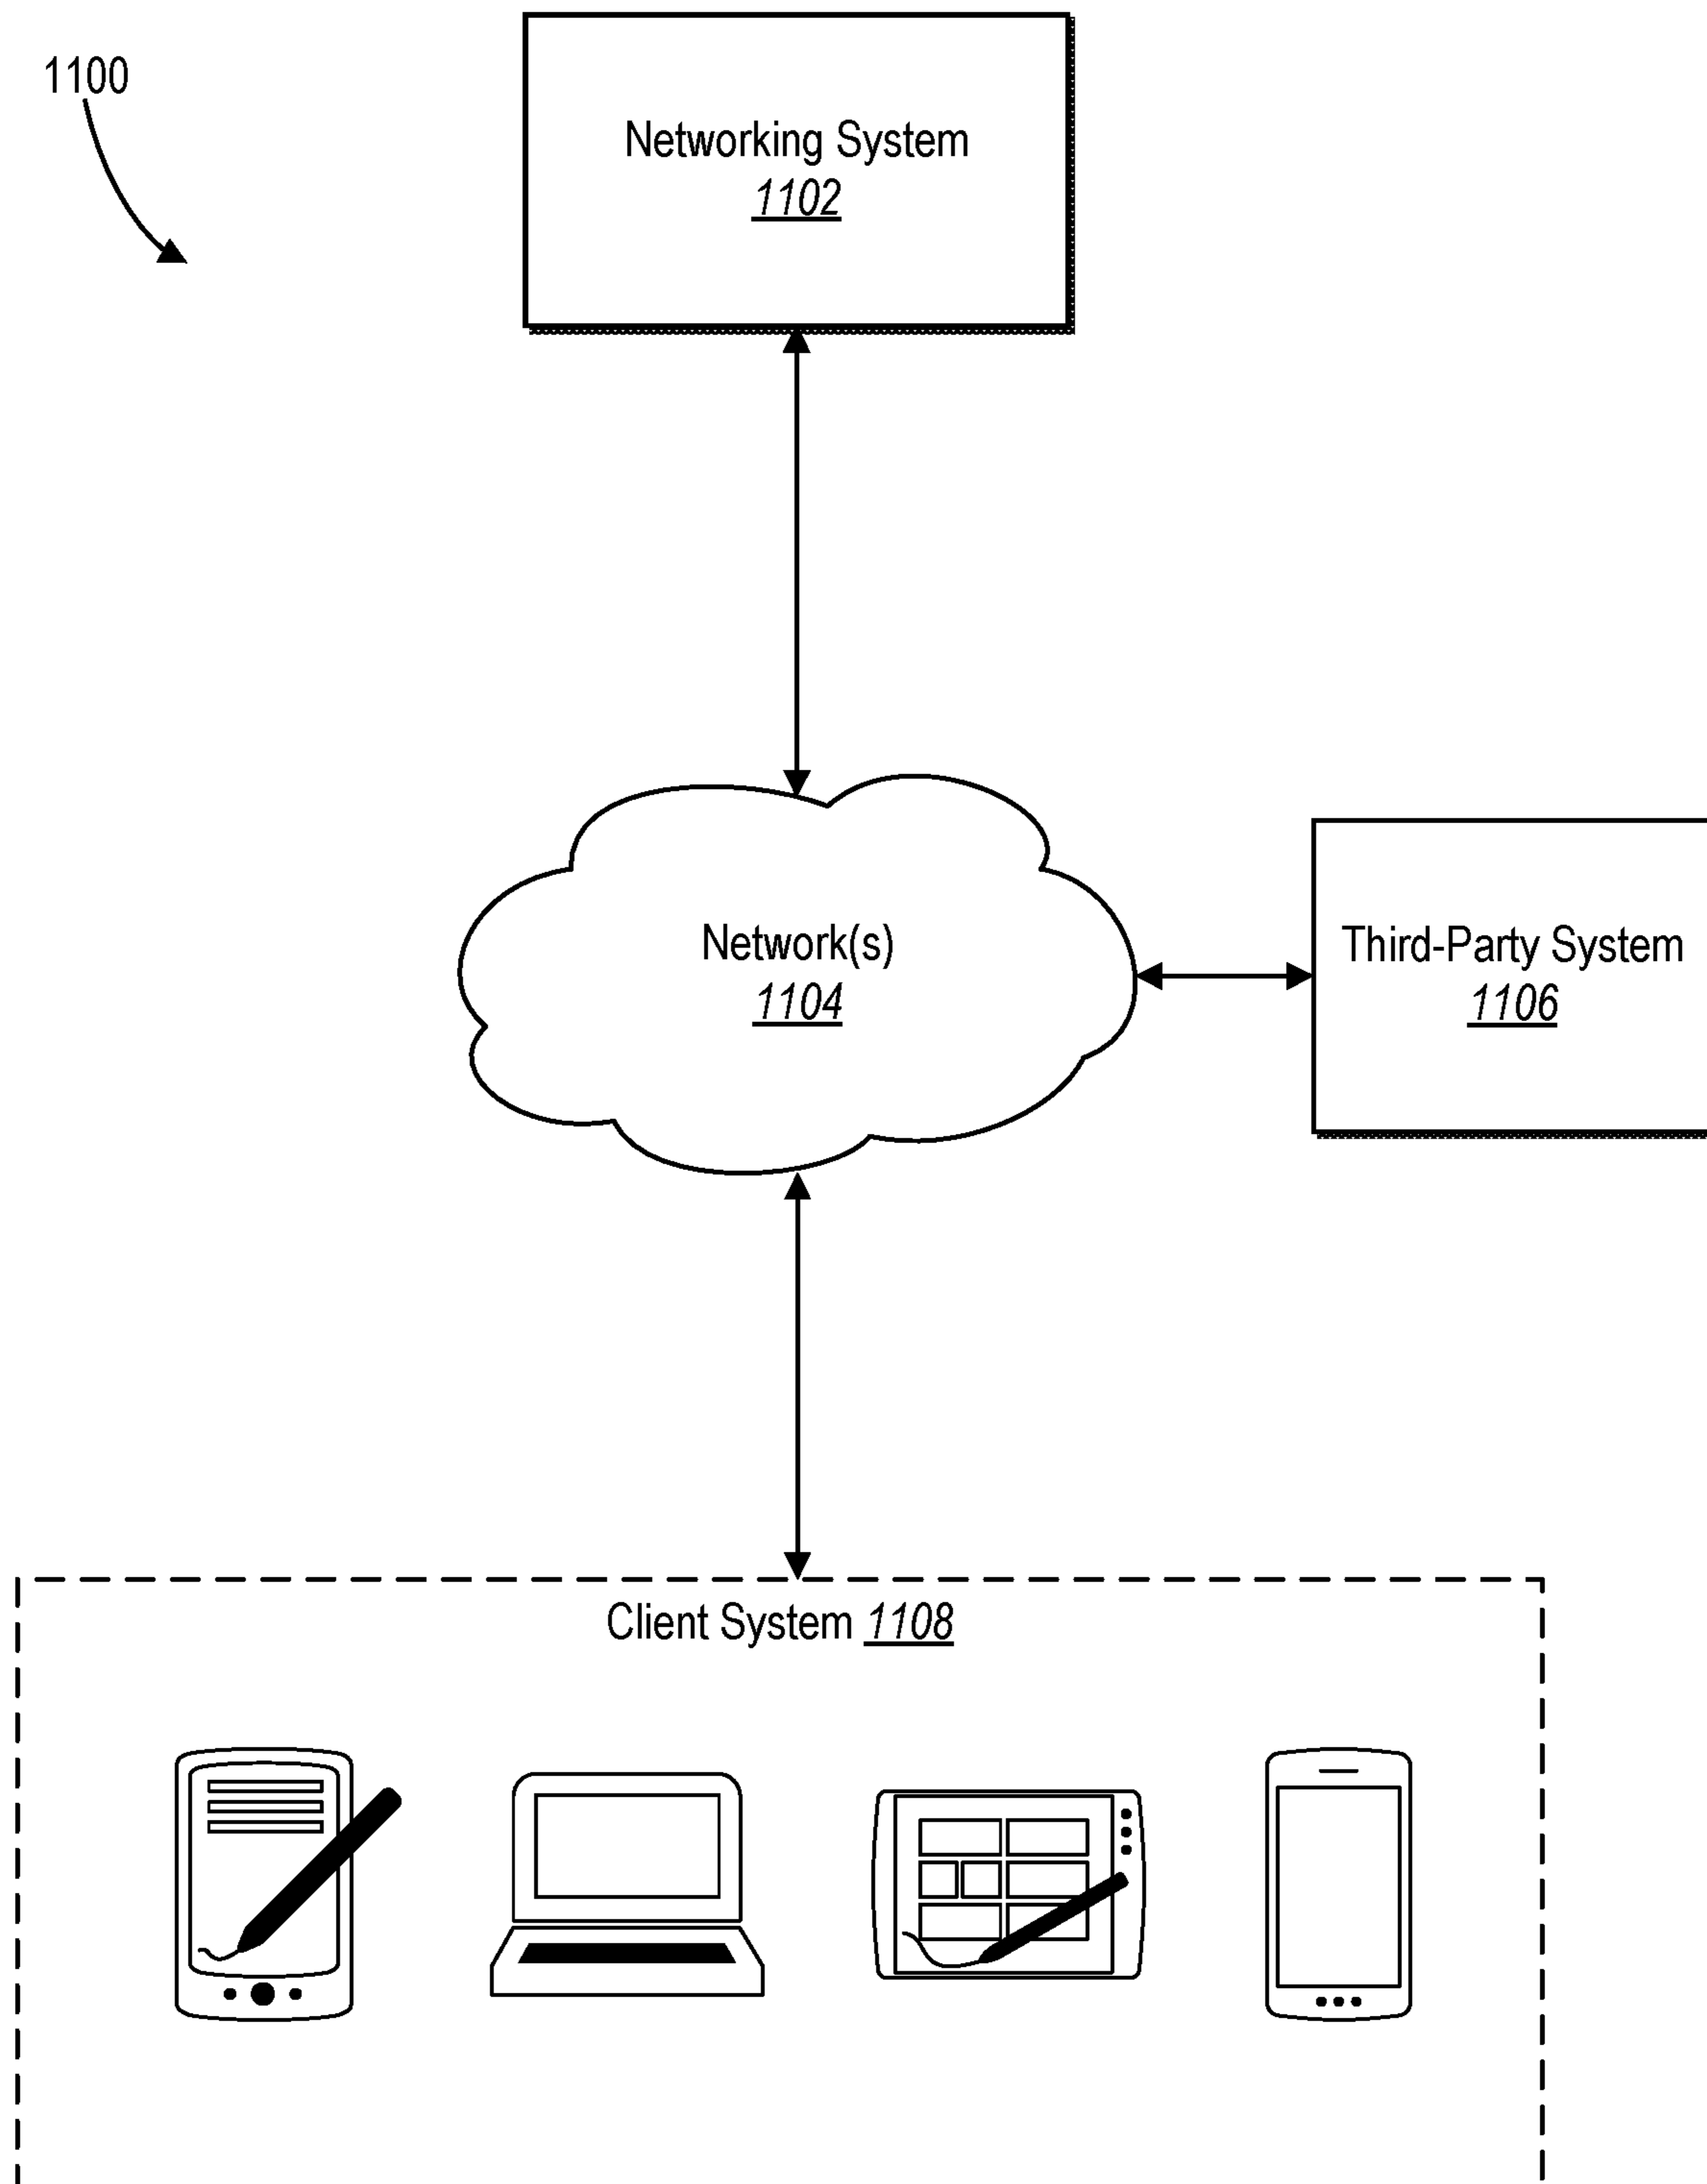 1100
Networking System
1102
Network(s)
1104
Third-Party System
1106
Client System 1108